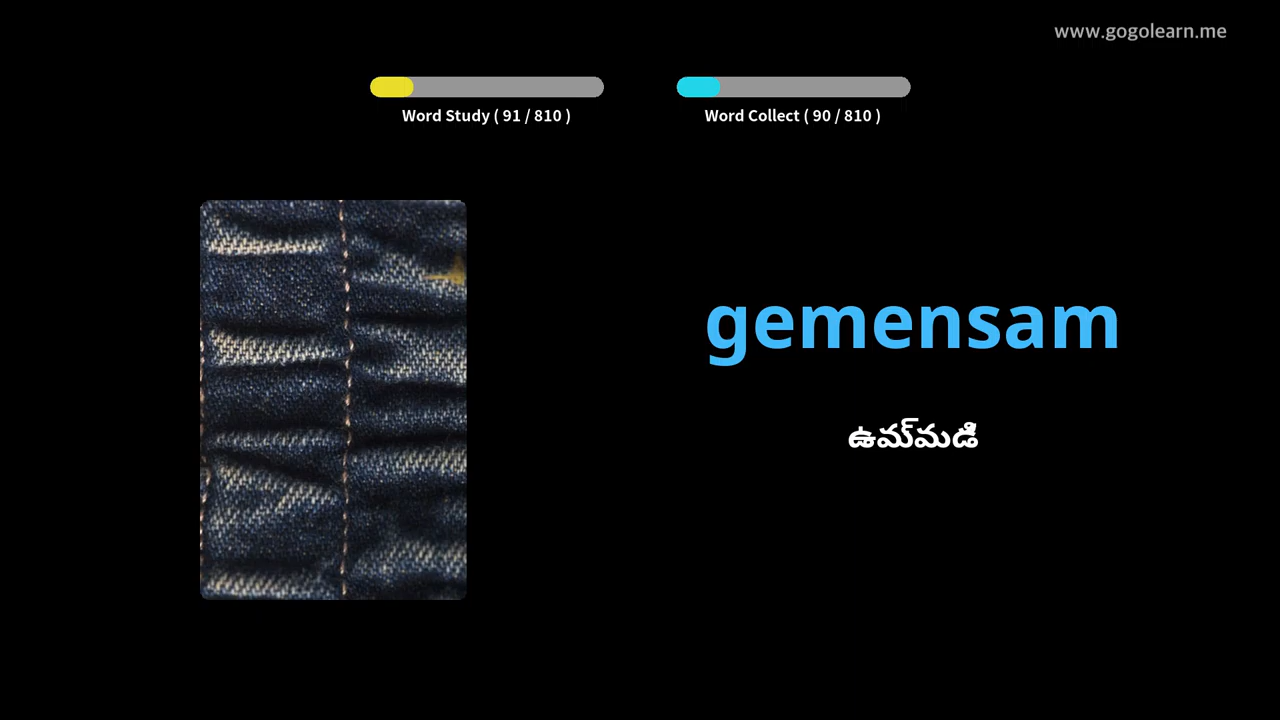 www.gogolearn.me
Word Study ( 91 / 810 )
Word Collect ( 90 / 810 )
gemensam
ఉమ్మడి